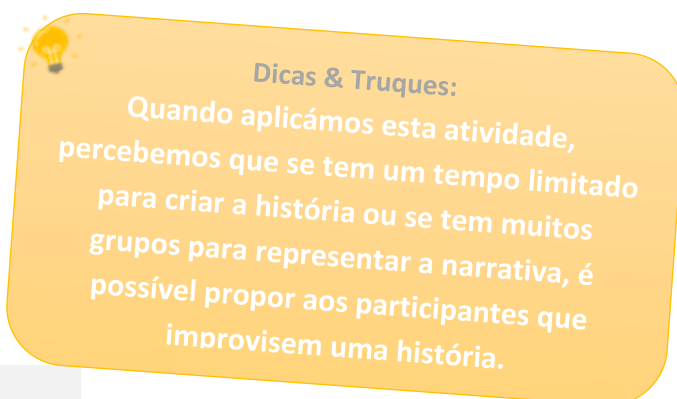 Dicas & Truques:
Quando aplicámos esta atividade,
percebemos que se tem um tempo limitado
para criar a história ou se tem muitos
grupos para representar a narrativa, é
possível propor aos participantes que
improvisem uma história.